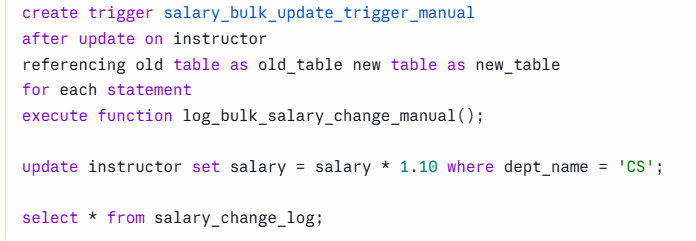 create trigger salary_bulk_update_trigger_manual
after update on instructor
referencing old table as old_table new table as new_table
for each statement
execute function log_bulk_salary_change_manual();
update instructor set salary = salary * 1.10 where dept_name = 'CS';
select * from salary_change_log;